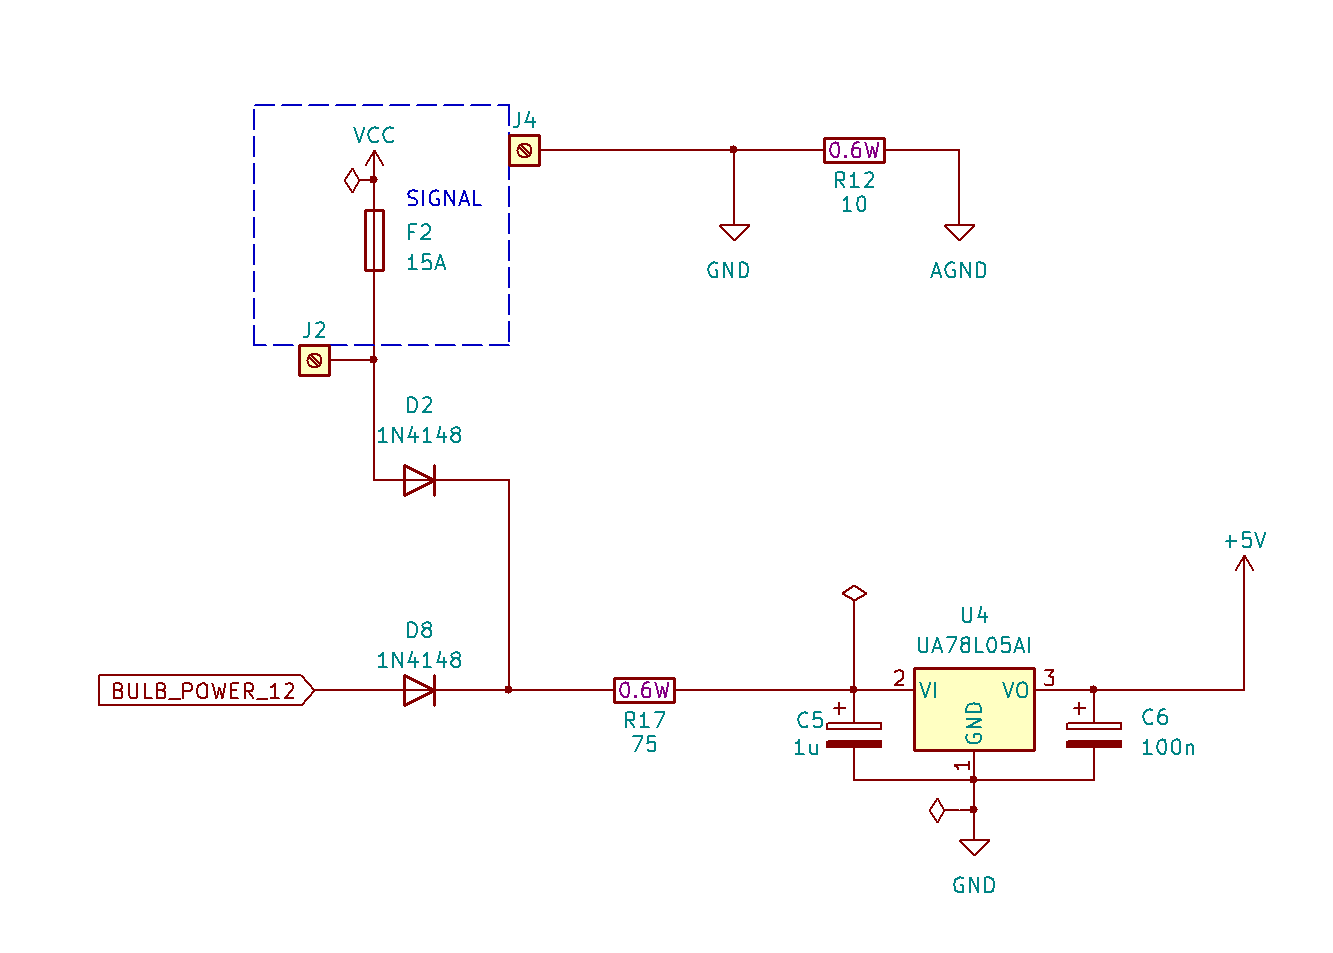 J4
VCC
0.6W
SIGNAL
R12
10
F2
15A
GND
AGND
J2
D2
1N4148
+5V
U4
D8
UA78L05AI
1N4148
BULB_POWER_12
0.6W
2
VI
VO
3
GND
R17
75
+
C5
1u
+
C6
100n
1
GND